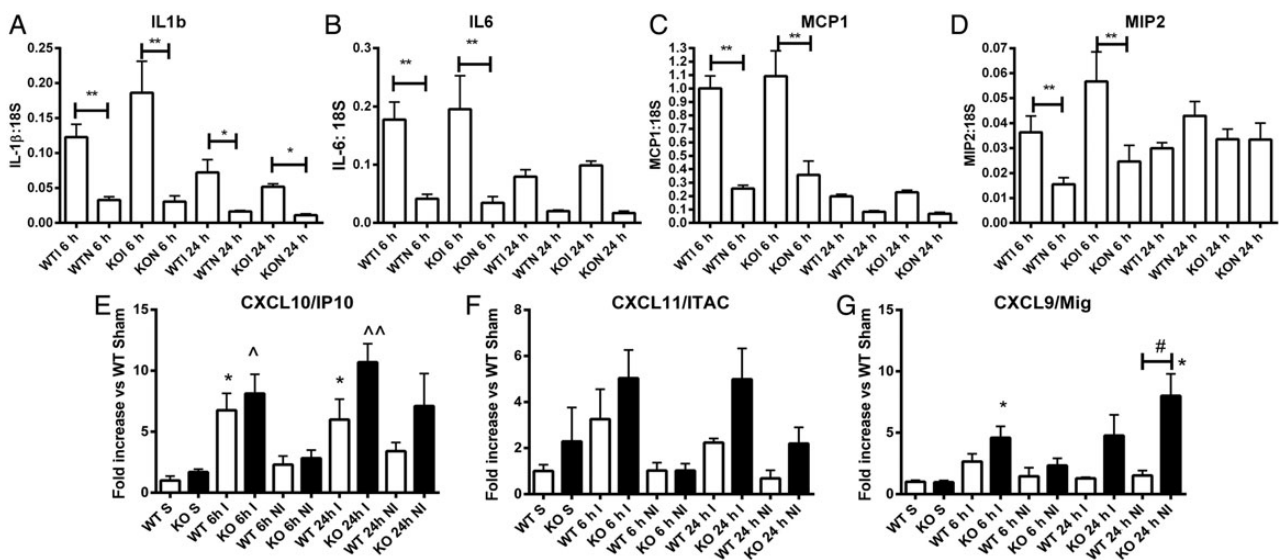 A
IL1b
IL-1β:18S
0.25
0.20
0.15
0.10
0.05
0.00
**
**
*
*
WTI 6 h
WTN 6 h
KOI 6 h
KON 6 h
WTI 24 h
WTN 24 h
KOI 24 h
KON 24 h
B
IL6
IL-6: 18S
0.3
0.2
0.1
0.0
**
**
WTI 6 h
WTN 6 h
KOI 6 h
KON 6 h
WTI 24 h
WTN 24 h
KOI 24 h
KON 24 h
C
MCP1
MCP1:18S
1.3
1.2
1.1
1.0
0.9
0.8
0.7
0.6
0.5
0.4
0.3
0.2
0.1
0.0
**
**
WTI 6 h
WTN 6 h
KOI 6 h
KON 6 h
WTI 24 h
WTN 24 h
KOI 24 h
KON 24 h
D
MIP2
MIP2:18S
0.07
0.06
0.05
0.04
0.03
0.02
0.01
0.00
**
**
WTI 6 h
WTN 6 h
KOI 6 h
KON 6 h
WTI 24 h
WTN 24 h
KOI 24 h
KON 24 h
E
CXCL10/IP10
Fold increase vs WT Sham
15
10
5
0
*
^
*
^^
WT S
KO S
WT 6h I
KO 6h I
WT 6h NI
KO 6h NI
WT 24h I
KO 24h I
WT 24h NI
KO 24h NI
F
CXCL11/ITAC
Fold increase vs WT Sham
8
6
4
2
0
WT S
KO S
WT 6 h I
KO 6 h I
WT 6 h NI
KO 6 h NI
WT 24 h I
KO 24 h I
WT 24 h NI
KO 24 h NI
G
CXCL9/Mig
Fold increase vs WT Sham
15
10
5
0
*
#
*
WT S
KO S
WT 6 h I
KO 6 h I
WT 6 h NI
KO 6 h NI
WT 24 h I
KO 24 h I
WT 24 h NI
KO 24 h NI